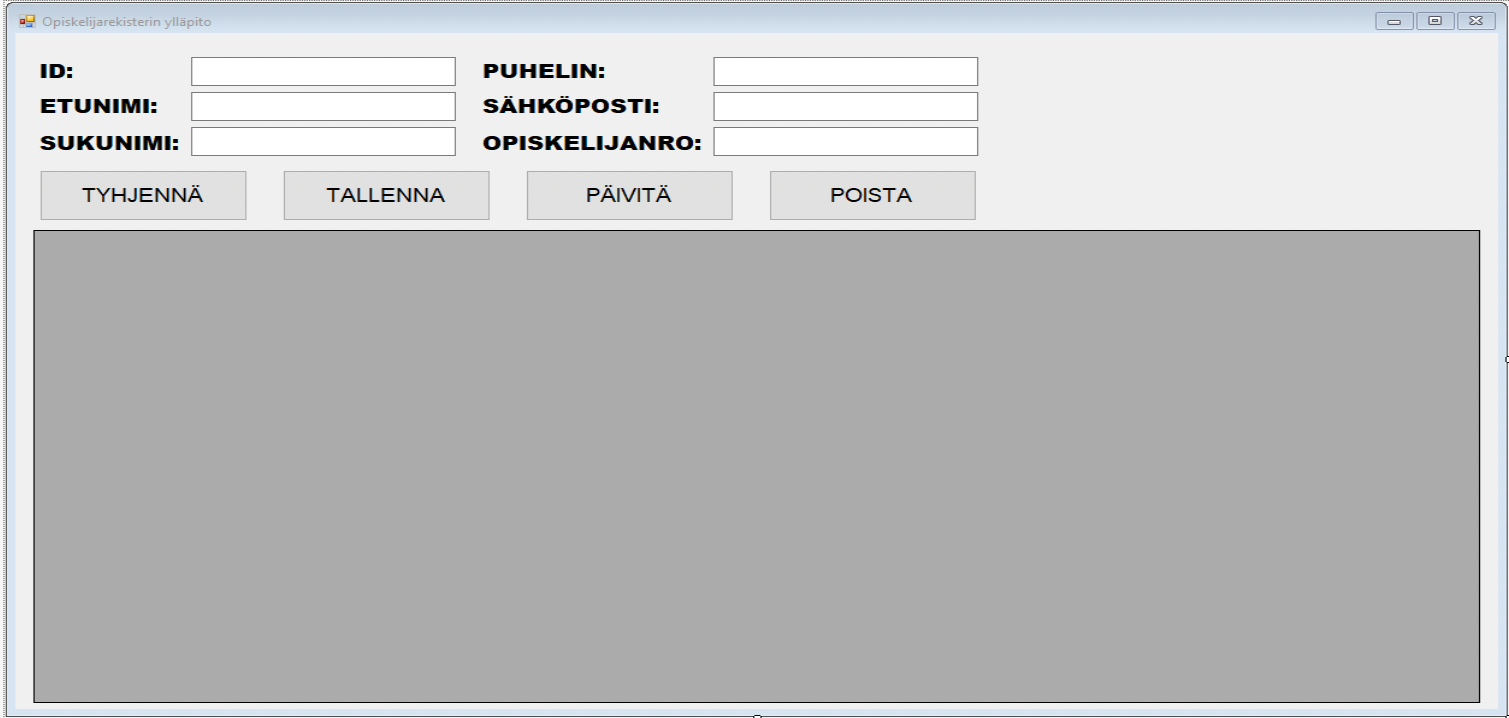 Opiskelijarekisterin ylläpito
ID: PUHELIN:
ETUNIMI: SÄHKÖPOSTI:
SUKUNIMI: OPISKELIJANRO:
TYHJENNÄ TALLENNA PÄIVITÄ POISTA